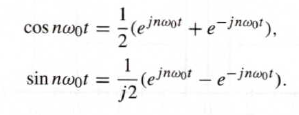 cos nω₀t = 1/2 (e^{jnω₀t} + e^{−jnω₀t}),
sin nω₀t = 1/j2 (e^{jnω₀t} − e^{−jnω₀t}).